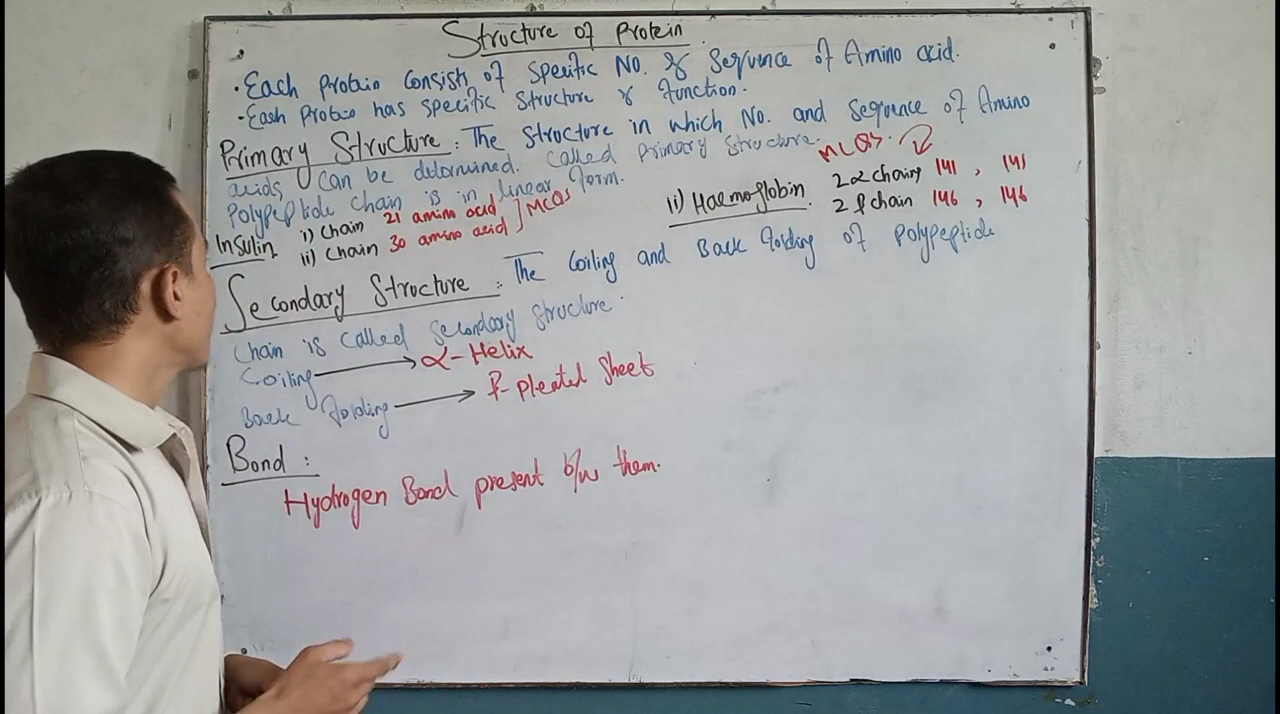 Structure of Protein
· Each Protein Consist of Specific No. & Sequence of Amino acid.
· Each Protein has specific Structure & function.
Primary Structure : The Structure in which No. and Sequence of Amino
acids can be determined. Called Primary Structure.
Polypeptide Chain is in linear form.
MCQS.
Insulin i) Chain 21 amino acid ] MCQS
ii) Chain 30 amino acid
ii) Haemoglobin. 2 α chains 141 , 141
2 β chain 146 , 146
Secondary Structure : The Coiling and Back folding of Polypeptide
Chain is called Secondary Structure.
Coiling → α-Helix
Back folding → β- pleated Sheets
Bond :
Hydrogen Bond present b/w them.